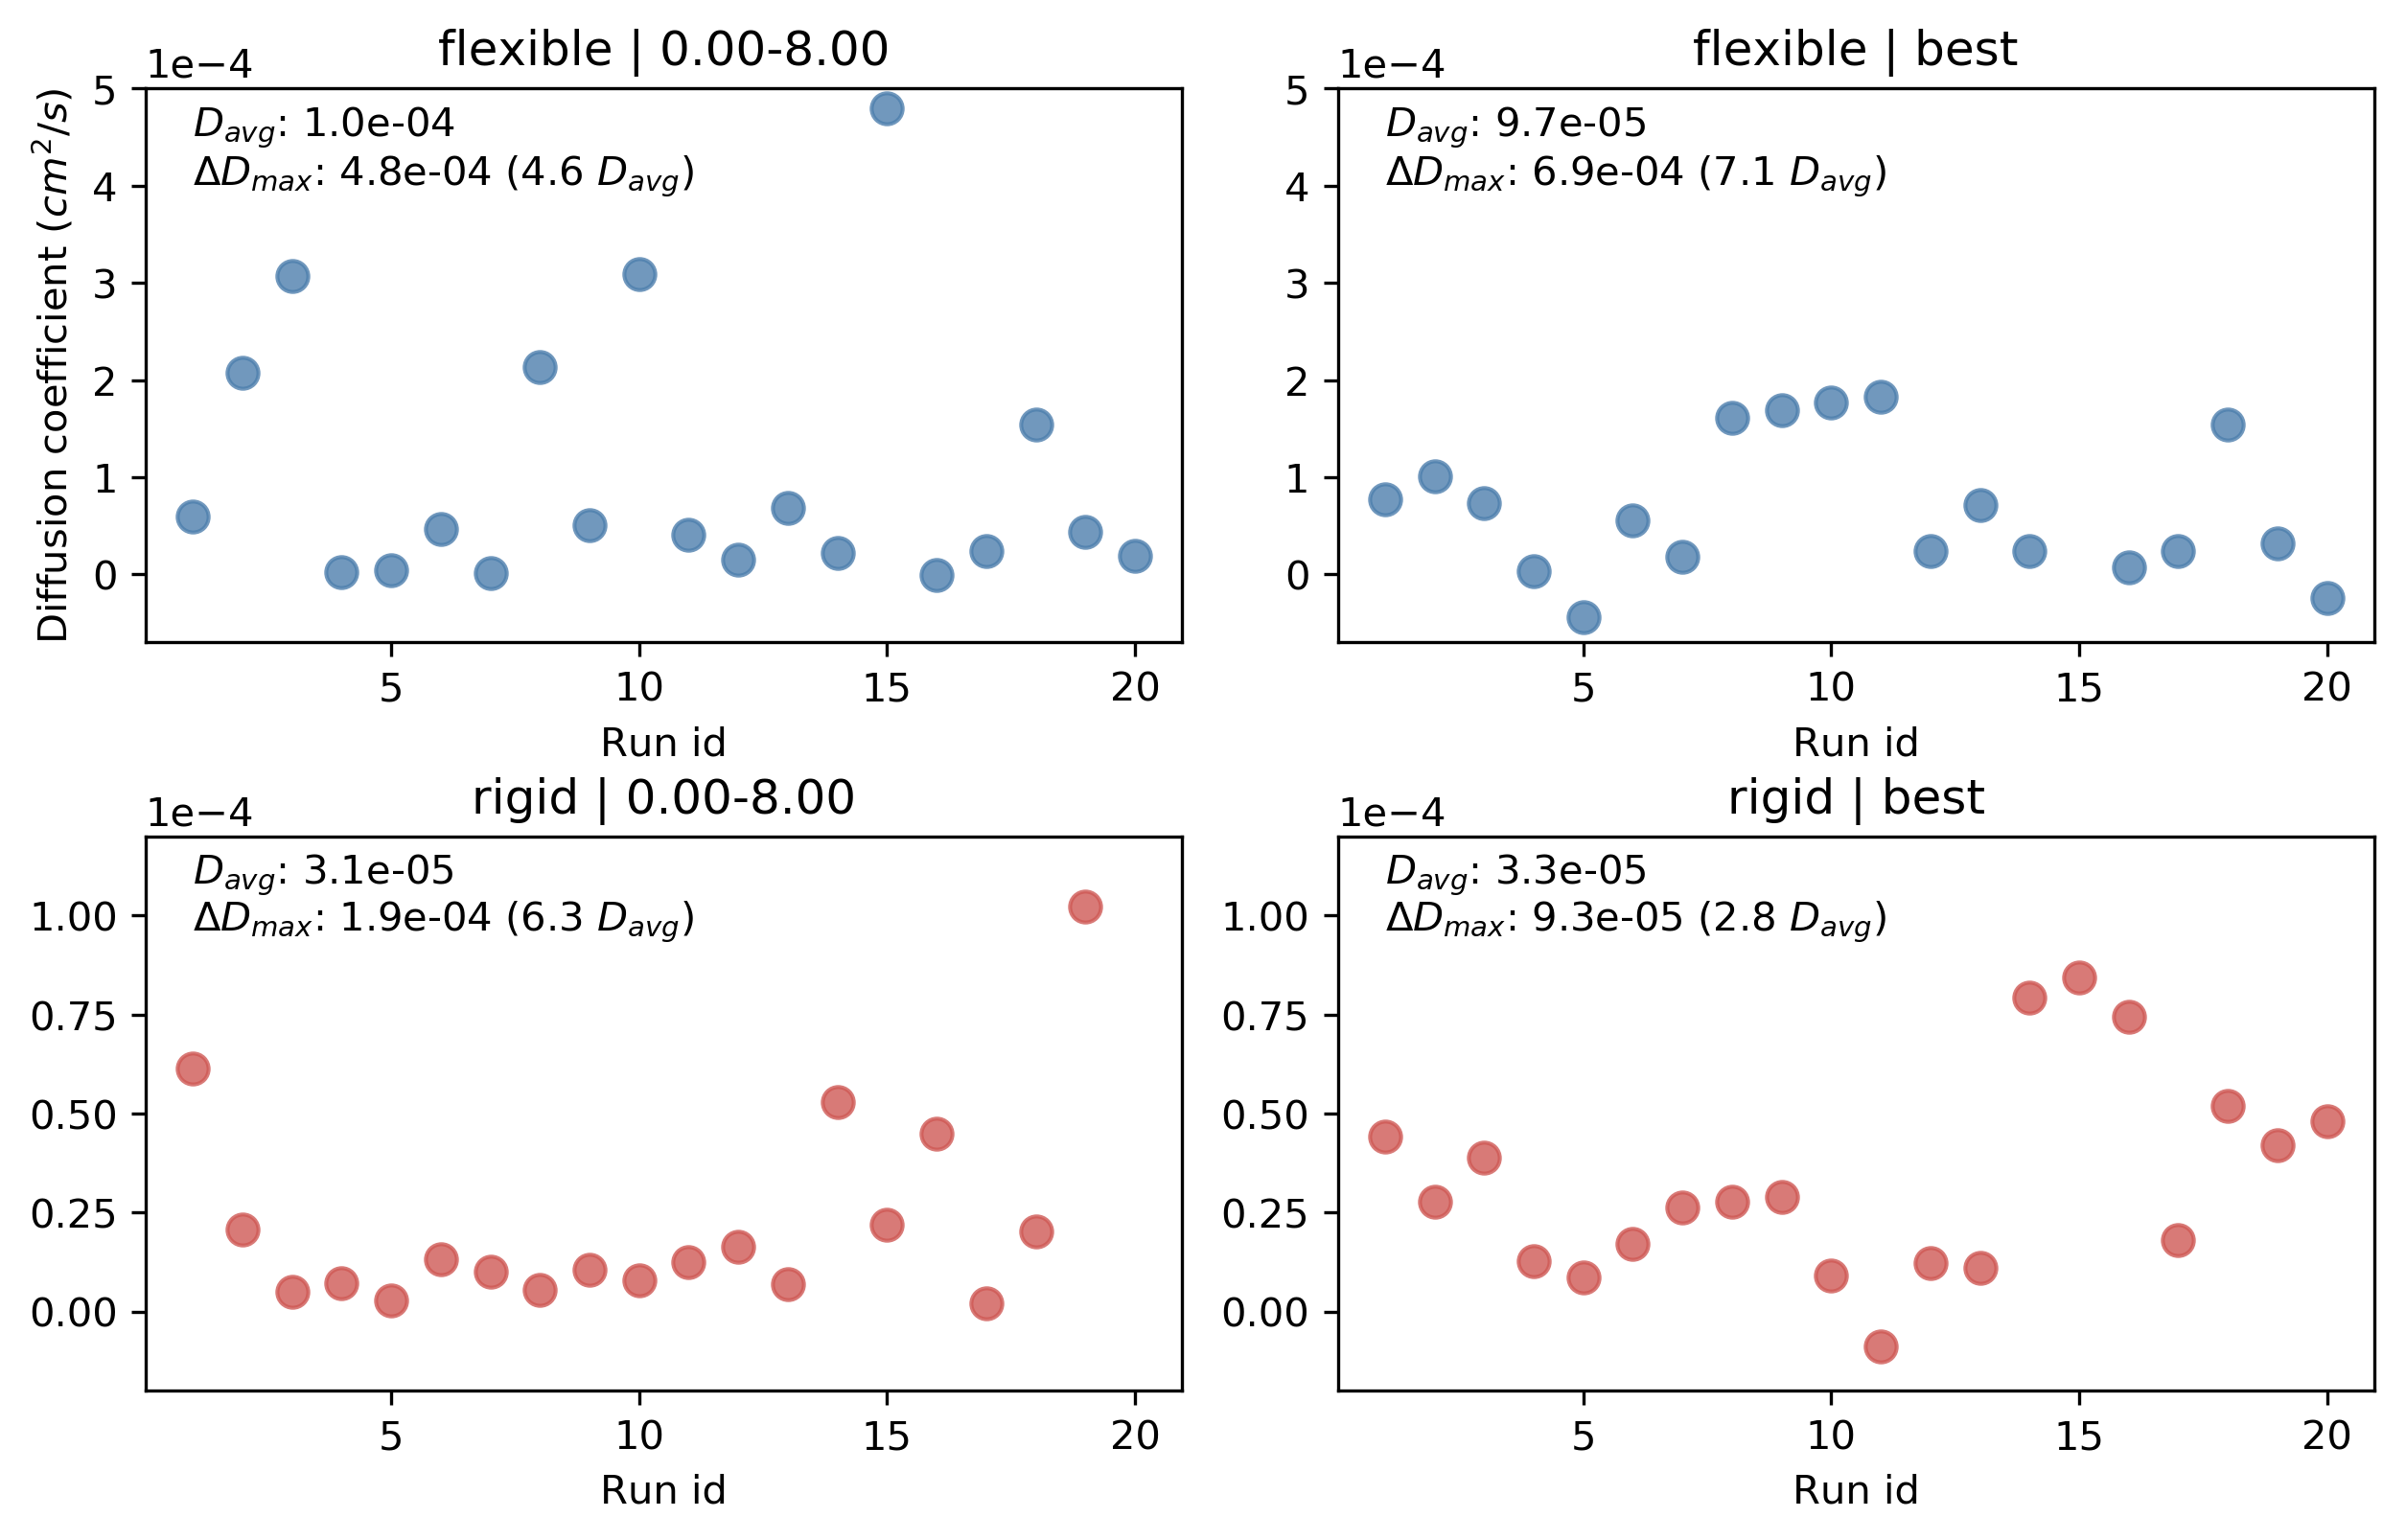 flexible | 0.00-8.00
1e−4
D_avg: 1.0e-04
ΔD_max: 4.8e-04 (4.6 D_avg)
Diffusion coefficient (cm²/s)
5
4
3
2
1
0
5 10 15 20
Run id
flexible | best
1e−4
D_avg: 9.7e-05
ΔD_max: 6.9e-04 (7.1 D_avg)
5
4
3
2
1
0
5 10 15 20
Run id
rigid | 0.00-8.00
1e−4
D_avg: 3.1e-05
ΔD_max: 1.9e-04 (6.3 D_avg)
1.00
0.75
0.50
0.25
0.00
5 10 15 20
Run id
rigid | best
1e−4
D_avg: 3.3e-05
ΔD_max: 9.3e-05 (2.8 D_avg)
1.00
0.75
0.50
0.25
0.00
5 10 15 20
Run id